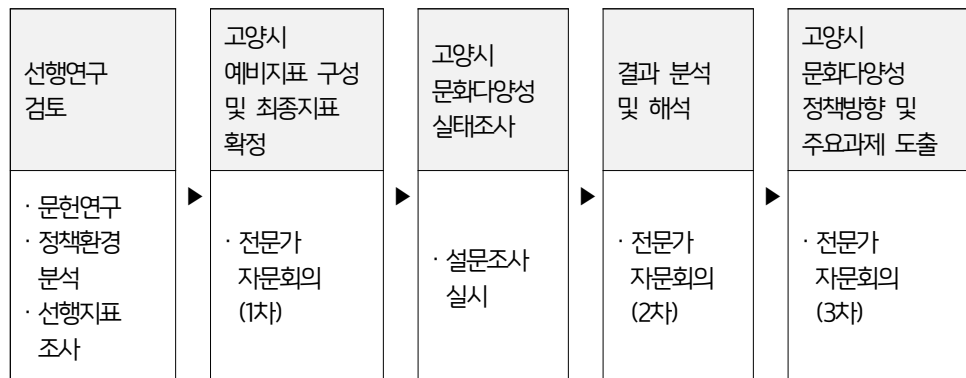 선행연구
검토
· 문헌연구
· 정책환경
분석
· 선행지표
조사
▶
고양시
예비지표 구성
및 최종지표
확정
· 전문가
자문회의
(1차)
▶
고양시
문화다양성
실태조사
· 설문조사
실시
▶
결과 분석
및 해석
· 전문가
자문회의
(2차)
▶
고양시
문화다양성
정책방향 및
주요과제 도출
· 전문가
자문회의
(3차)